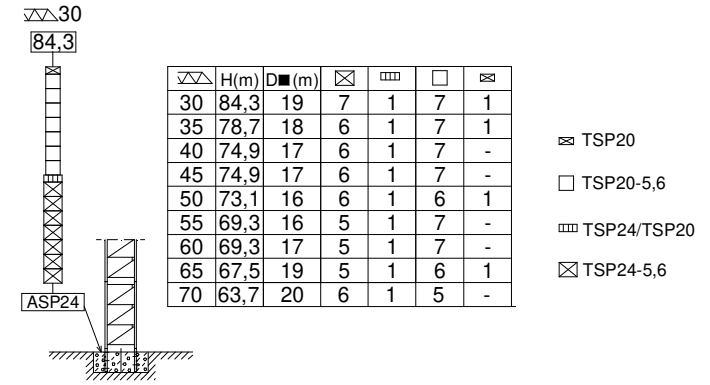 30
84,3
H(m) D■(m)
30 84,3 19 7 1 7 1
35 78,7 18 6 1 7 1
40 74,9 17 6 1 7 -
45 74,9 17 6 1 7 -
50 73,1 16 6 1 6 1
55 69,3 16 5 1 7 -
60 69,3 17 5 1 7 -
65 67,5 19 5 1 6 1
70 63,7 20 6 1 5 -
TSP20
TSP20-5,6
TSP24/TSP20
TSP24-5,6
ASP24